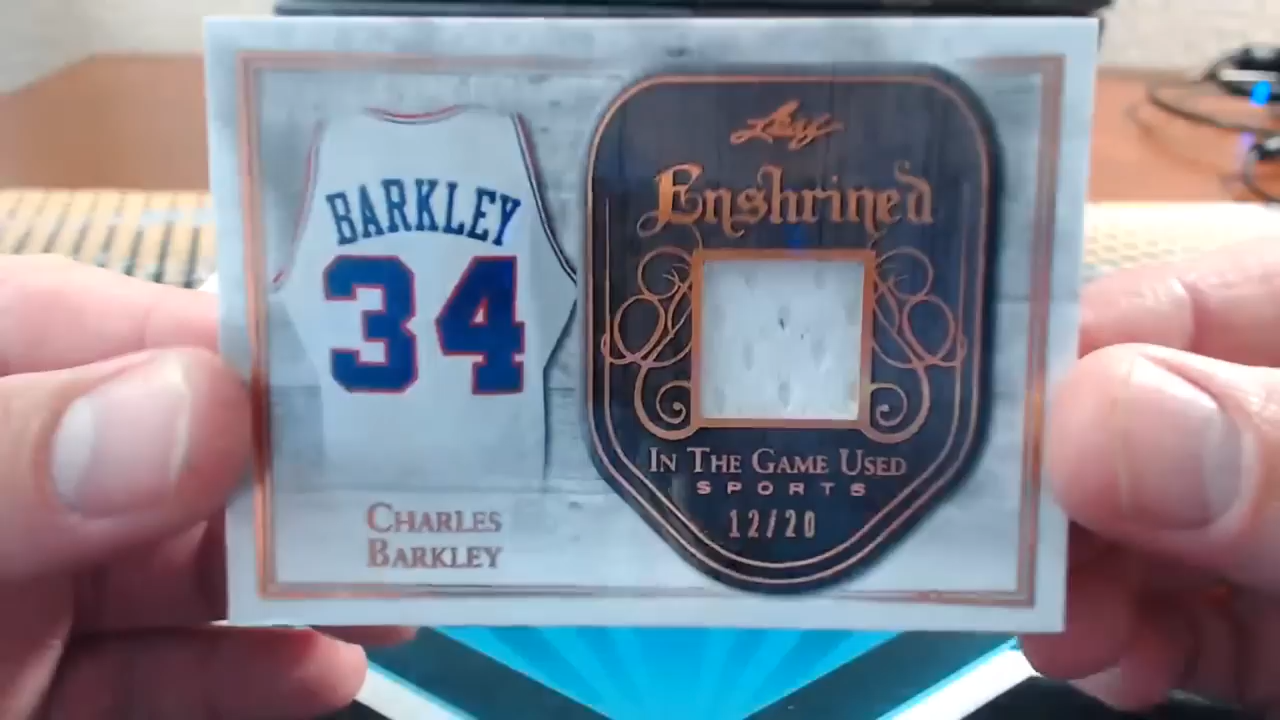 BARKLEY
34
CHARLES
BARKLEY
Leaf
Enshrined
IN THE GAME USED
SPORTS
12/20